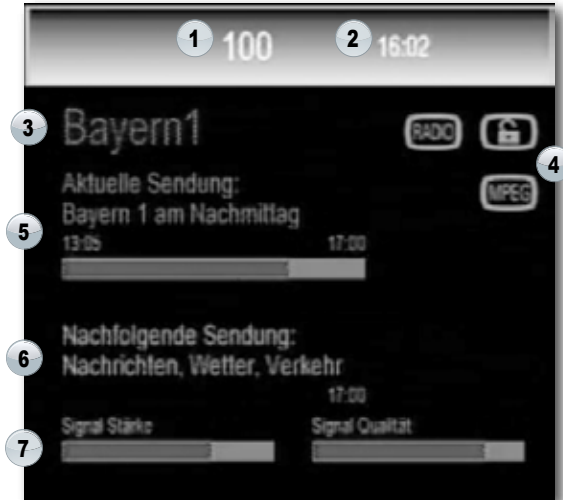 1 100 2 16:02
3 Bayern1 RADIO
4
MPEG
Aktuelle Sendung:
Bayern 1 am Nachmittag
5
13:05 17:00
Nachfolgende Sendung:
6
Nachrichten, Wetter, Verkehr
17:00
Signal Stärke Signal Qualität
7